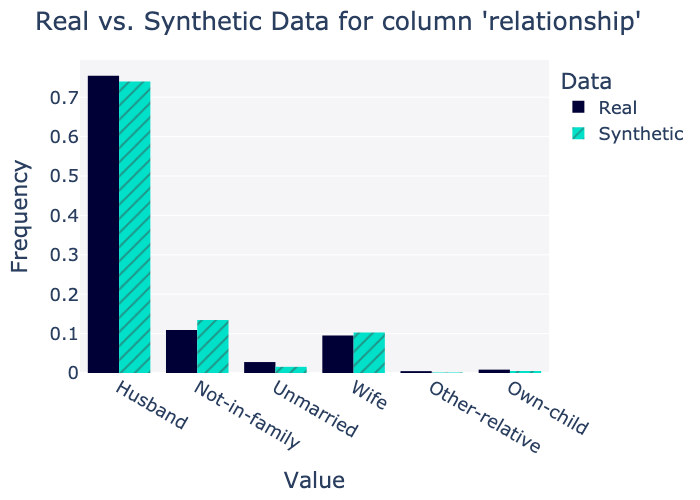 Real vs. Synthetic Data for column 'relationship'
Data
Real
Synthetic
Frequency
0.7
0.6
0.5
0.4
0.3
0.2
0.1
0
Husband
Not-in-family
Unmarried
Wife
Other-relative
Own-child
Value